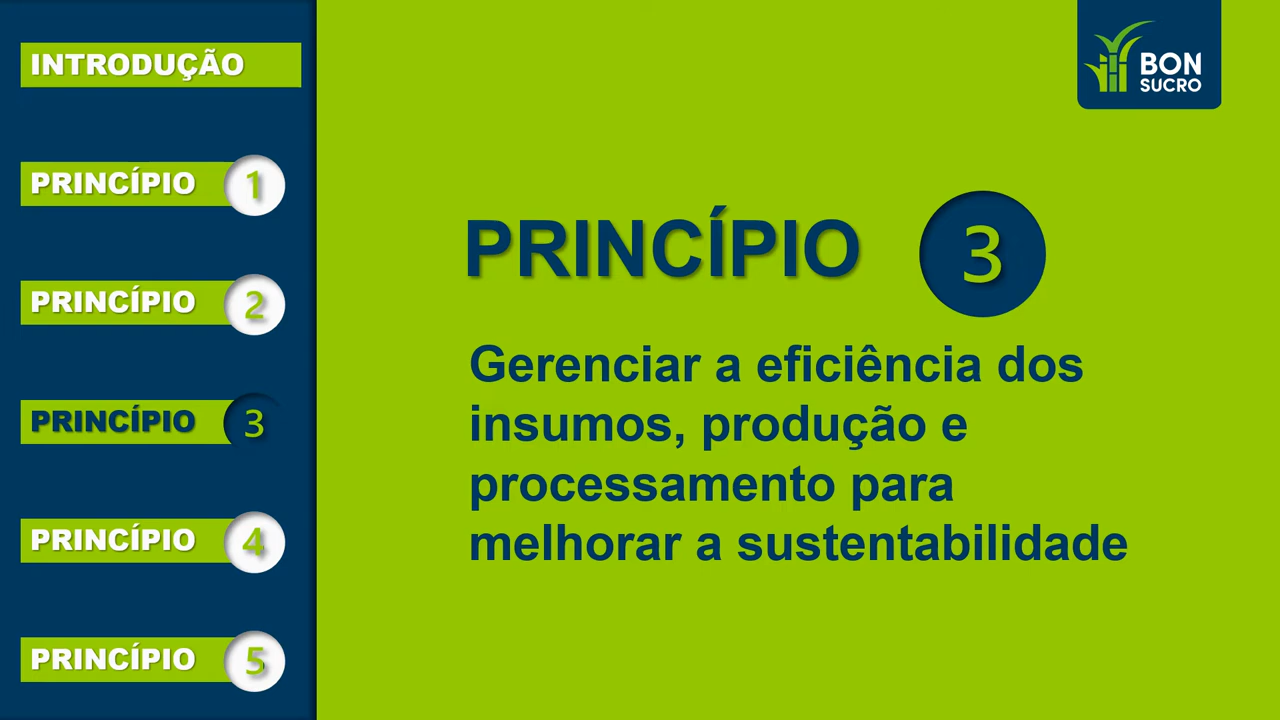 INTRODUÇÃO
PRINCÍPIO 1
PRINCÍPIO 2
PRINCÍPIO 3
PRINCÍPIO 4
PRINCÍPIO 5
BON
SUCRO
PRINCÍPIO 3
Gerenciar a eficiência dos
insumos, produção e
processamento para
melhorar a sustentabilidade